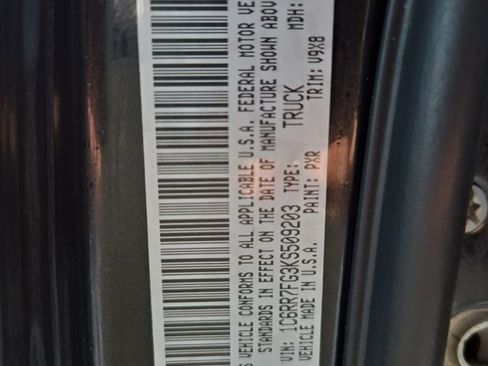 S VEHICLE CONFORMS TO ALL APPLICABLE U.S.A. FEDERAL MOTOR VE
STANDARDS IN EFFECT ON THE DATE OF MANUFACTURE SHOWN ABOV
VIN: 1C6RR7FG3KS509203 TYPE: TRUCK MDH:
VEHICLE MADE IN U.S.A. PAINT: PXR TRIM: V9X8